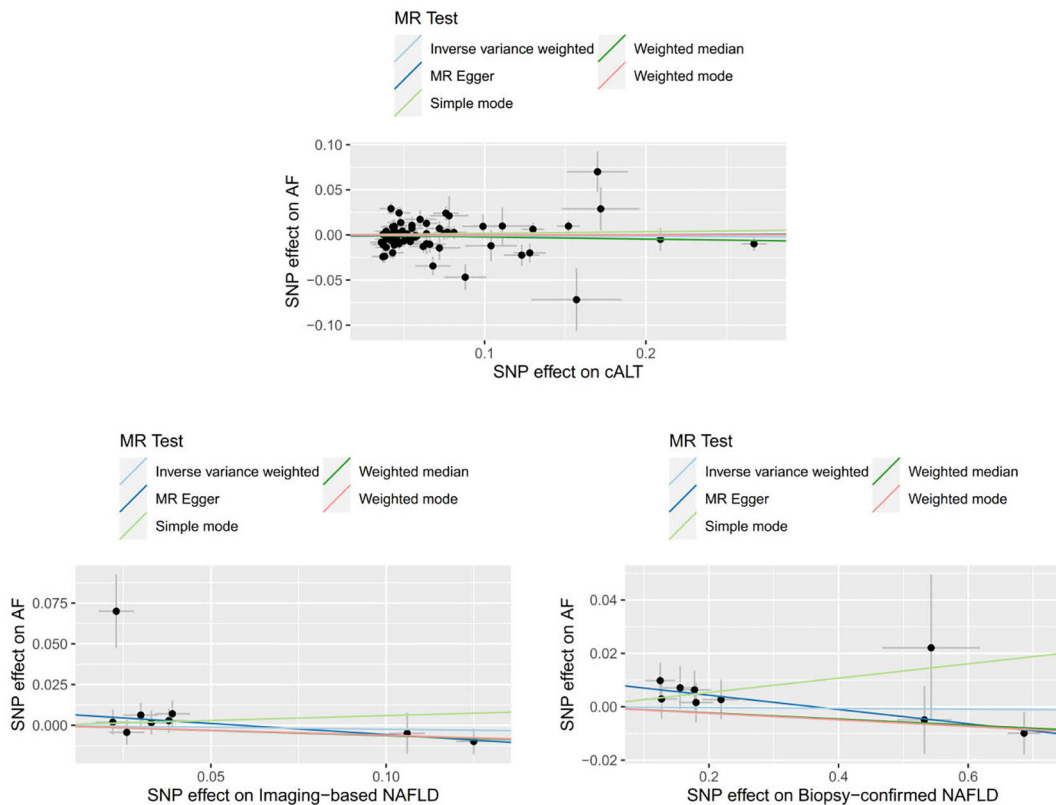 MR Test
Inverse variance weighted
Weighted median
MR Egger
Weighted mode
Simple mode
0.10
0.05
0.00
−0.05
−0.10
SNP effect on AF
0.1
0.2
SNP effect on cALT
MR Test
Inverse variance weighted
Weighted median
MR Egger
Weighted mode
Simple mode
0.075
0.050
0.025
0.000
SNP effect on AF
0.05
0.10
SNP effect on Imaging−based NAFLD
MR Test
Inverse variance weighted
Weighted median
MR Egger
Weighted mode
Simple mode
0.04
0.02
0.00
−0.02
SNP effect on AF
0.2
0.4
0.6
SNP effect on Biopsy−confirmed NAFLD